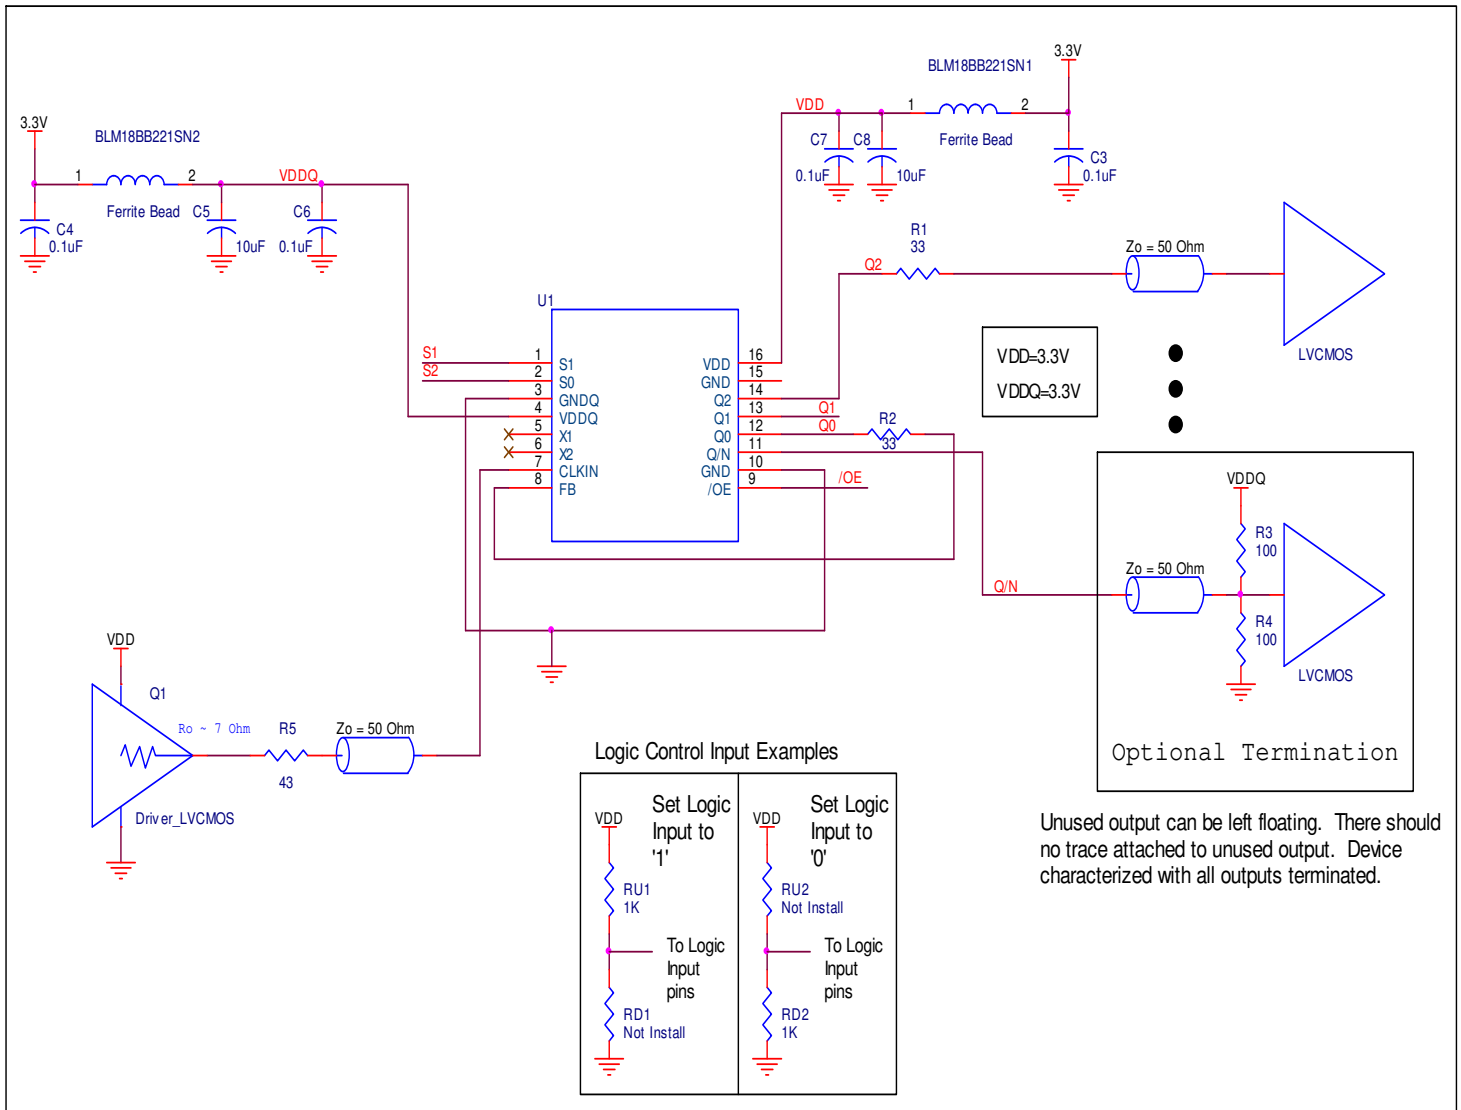 3.3V
BLM18BB221SN2
1
2
VDDQ
Ferrite Bead
C4
0.1uF
C5
10uF
C6
0.1uF
3.3V
BLM18BB221SN1
VDD
1
2
Ferrite Bead
C7
0.1uF
C8
10uF
C3
0.1uF
R1
33
Q2
Zo = 50 Ohm
LVCMOS
VDD=3.3V
VDDQ=3.3V
U1
S1
S2
1
2
3
4
5
6
7
8
S1
S0
GNDQ
VDDQ
X1
X2
CLKIN
FB
VDD
GND
Q2
Q1
Q0
Q/N
GND
/OE
16
15
14
13
12
11
10
9
Q1
Q0
R2
33
/OE
Q/N
VDDQ
R3
100
Zo = 50 Ohm
R4
100
LVCMOS
Optional Termination
VDD
Q1
Ro ~ 7 Ohm
R5
43
Zo = 50 Ohm
Driver_LVCMOS
Logic Control Input Examples
Set Logic
Input to
'1'
VDD
RU1
1K
To Logic
Input
pins
RD1
Not Install
Set Logic
Input to
'0'
VDD
RU2
Not Install
To Logic
Input
pins
RD2
1K
Unused output can be left floating. There should
no trace attached to unused output. Device
characterized with all outputs terminated.